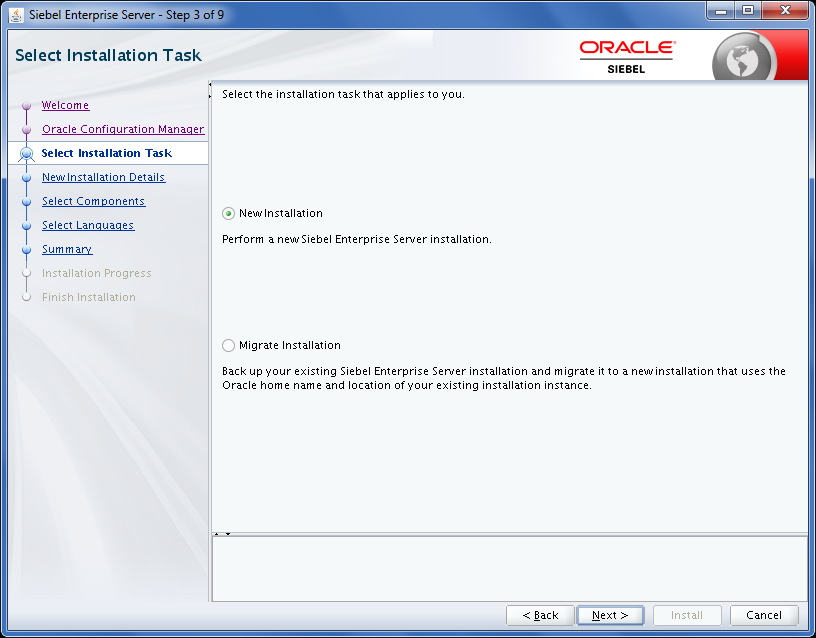 Siebel Enterprise Server - Step 3 of 9
Select Installation Task
ORACLE®
SIEBEL
Welcome
Oracle Configuration Manager
Select Installation Task
New Installation Details
Select Components
Select Languages
Summary
Installation Progress
Finish Installation
Select the installation task that applies to you.
New Installation
Perform a new Siebel Enterprise Server installation.
Migrate Installation
Back up your existing Siebel Enterprise Server installation and migrate it to a new installation that uses the
Oracle home name and location of your existing installation instance.
< Back
Next >
Install
Cancel